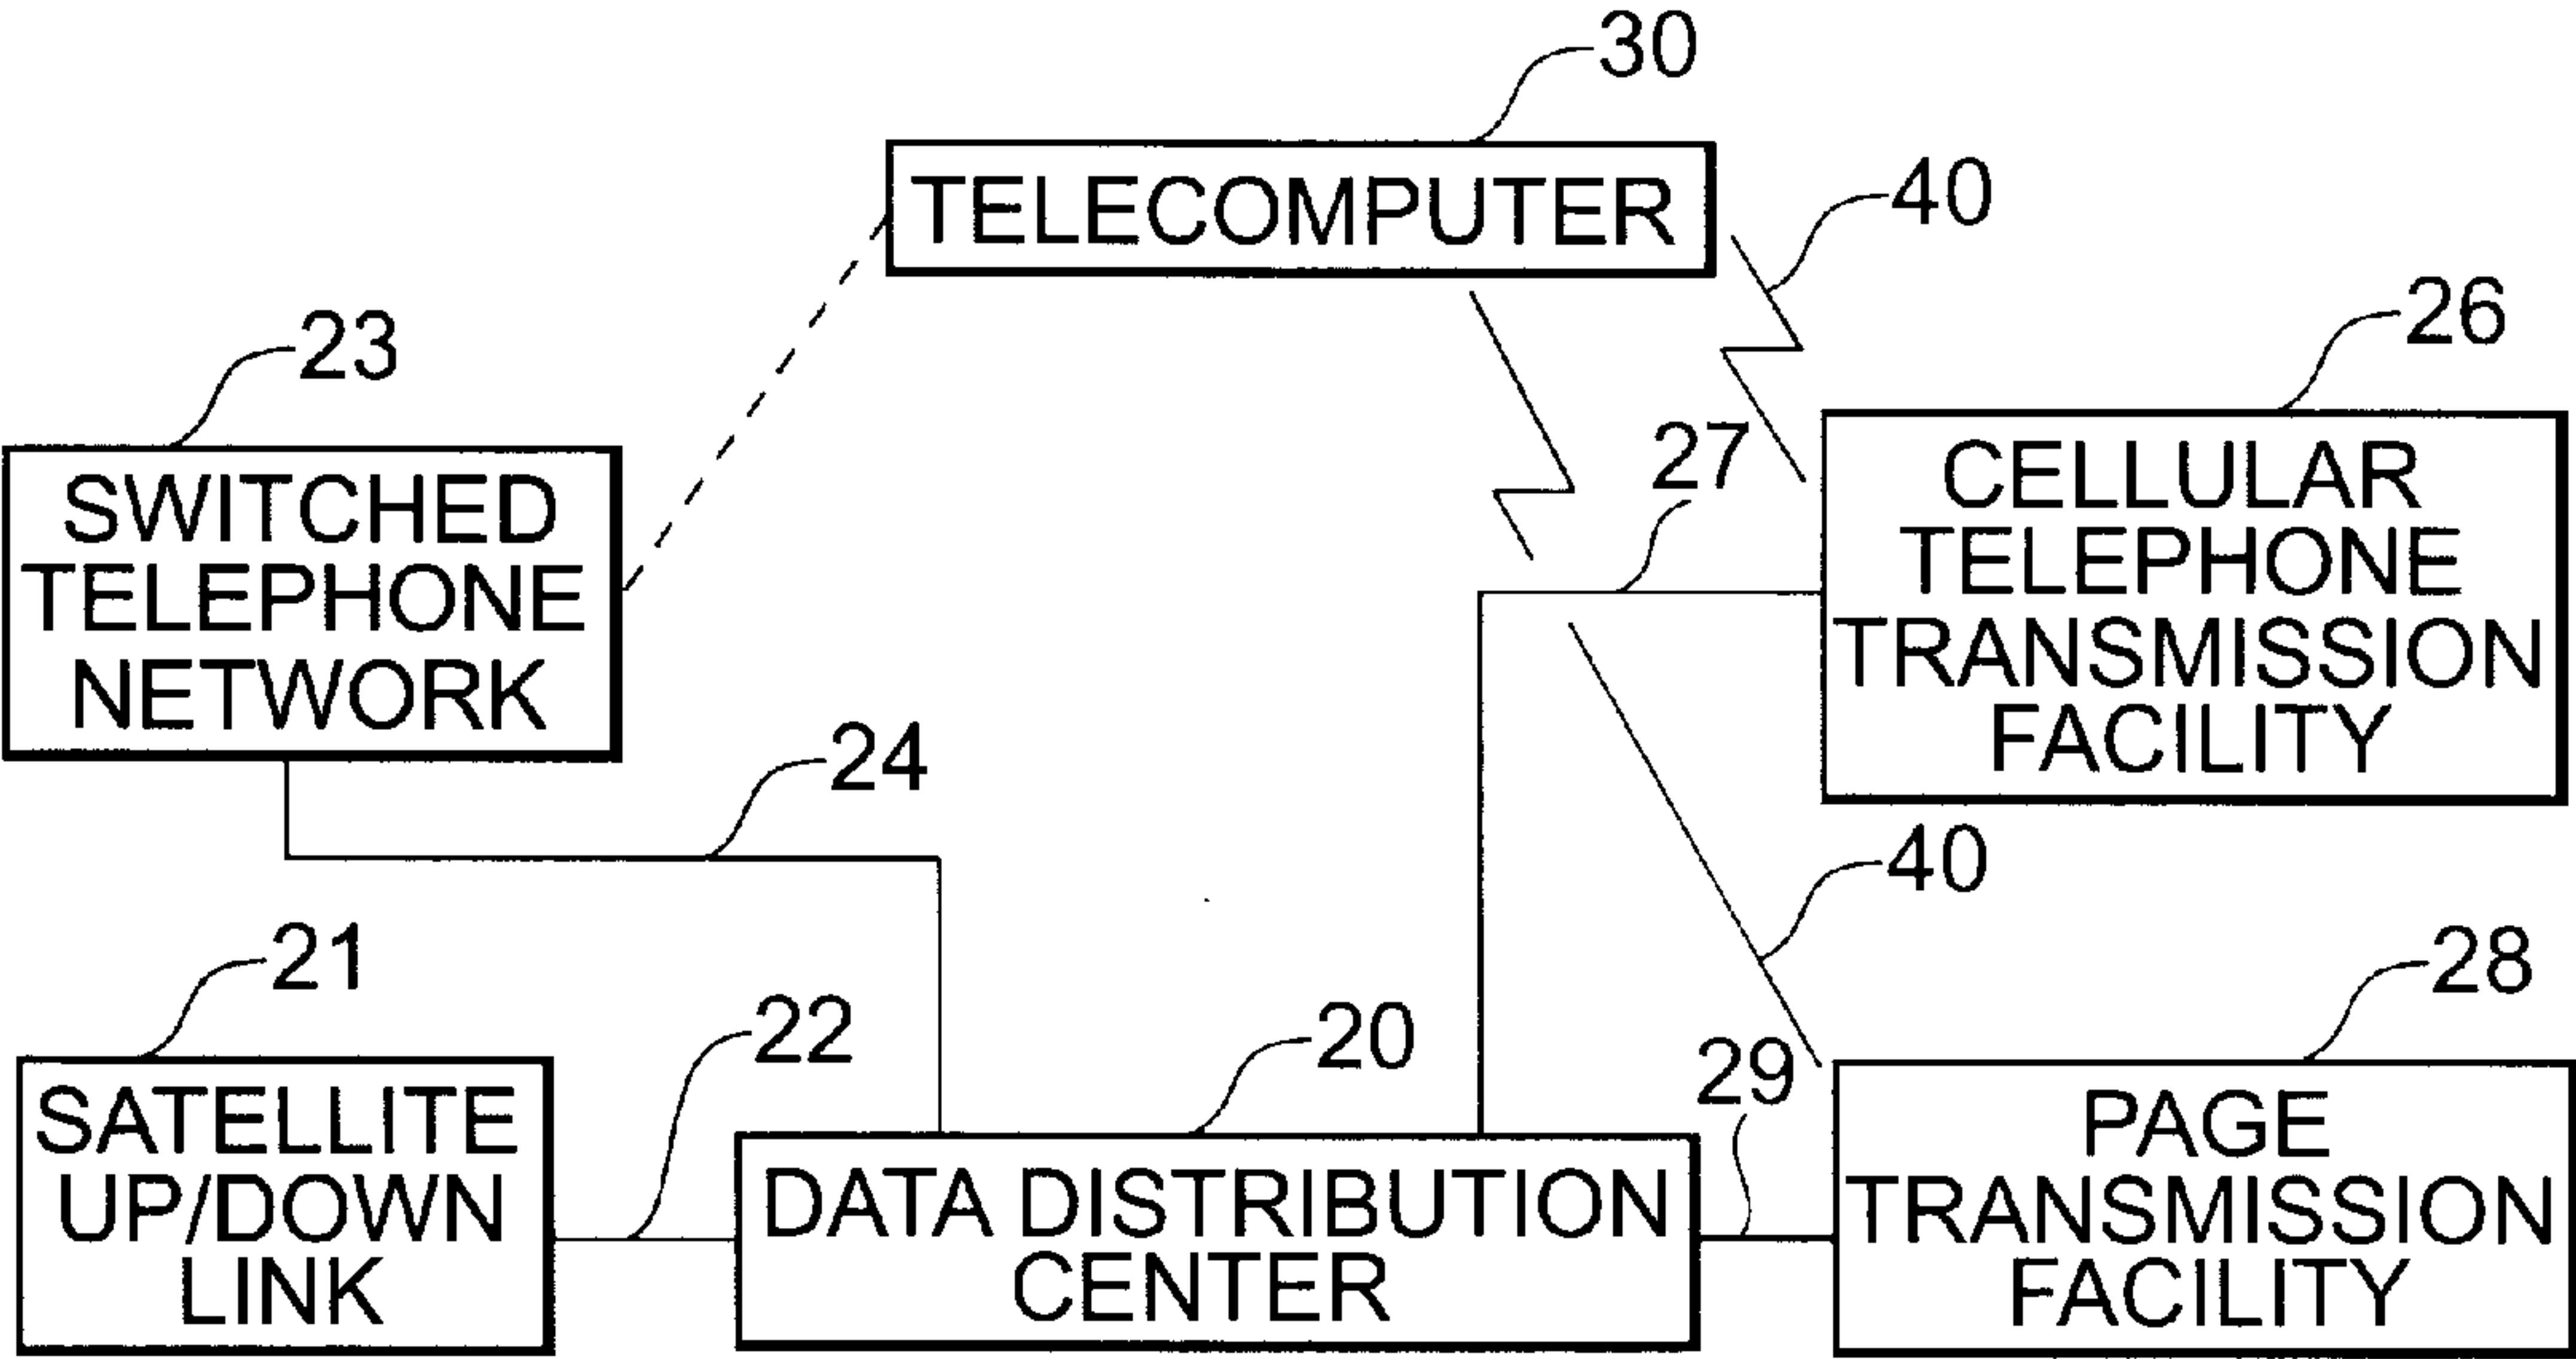 30
TELECOMPUTER
40
23
26
SWITCHED
TELEPHONE
NETWORK
27
CELLULAR
TELEPHONE
TRANSMISSION
FACILITY
24
40
21
28
22
20
29
SATELLITE
UP/DOWN
LINK
DATA DISTRIBUTION
CENTER
PAGE
TRANSMISSION
FACILITY